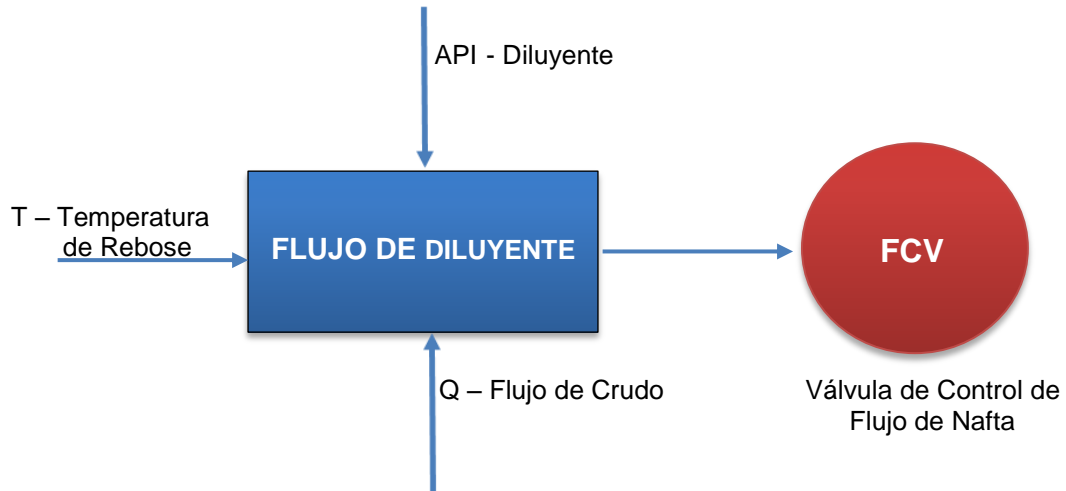 API - Diluyente
T – Temperatura
de Rebose
FLUJO DE DILUYENTE
FCV
Q – Flujo de Crudo
Válvula de Control de
Flujo de Nafta